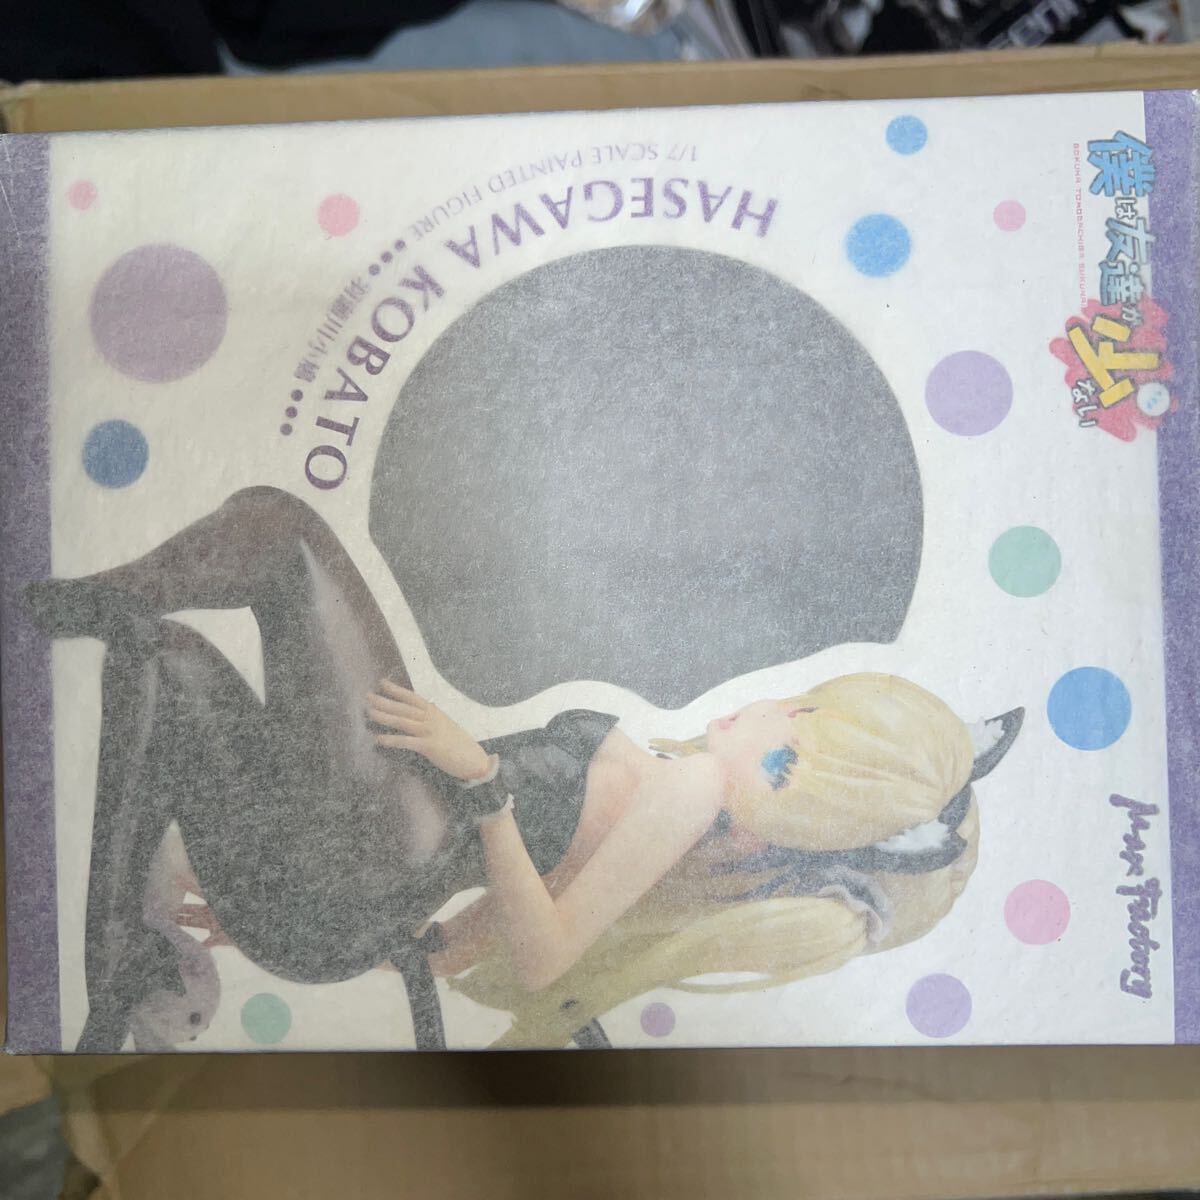 僕は友達が少ない
BOKUHA TOMODACHIGA SUKUNAI
HASEGAWA KOBATO
1/7 SCALE PAINTED FIGURE
羽瀬川小鳩
Max Factory